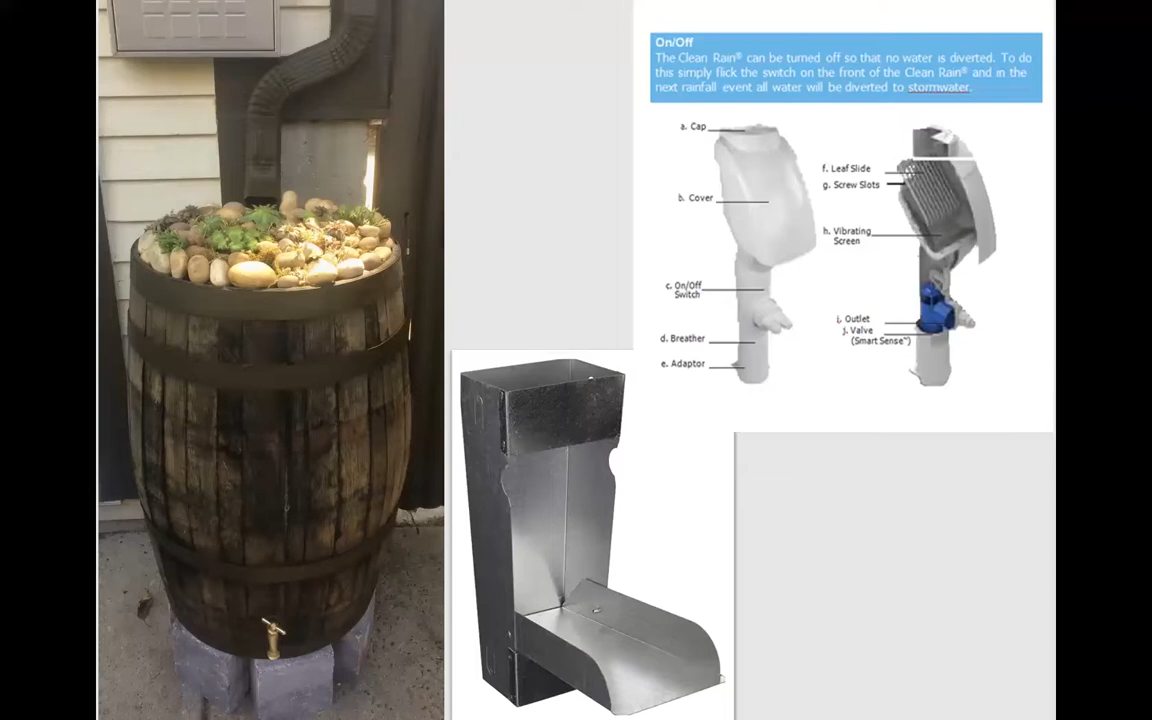 On/Off
The Clean Rain® can be turned off so that no water is diverted. To do
this simply flick the switch on the front of the Clean Rain® and in the
next rainfall event all water will be diverted to stormwater.
a. Cap
b. Cover
c. On/Off
Switch
d. Breather
e. Adaptor
f. Leaf Slide
g. Screw Slots
h. Vibrating
Screen
i. Outlet
j. Valve
(Smart Sense™)